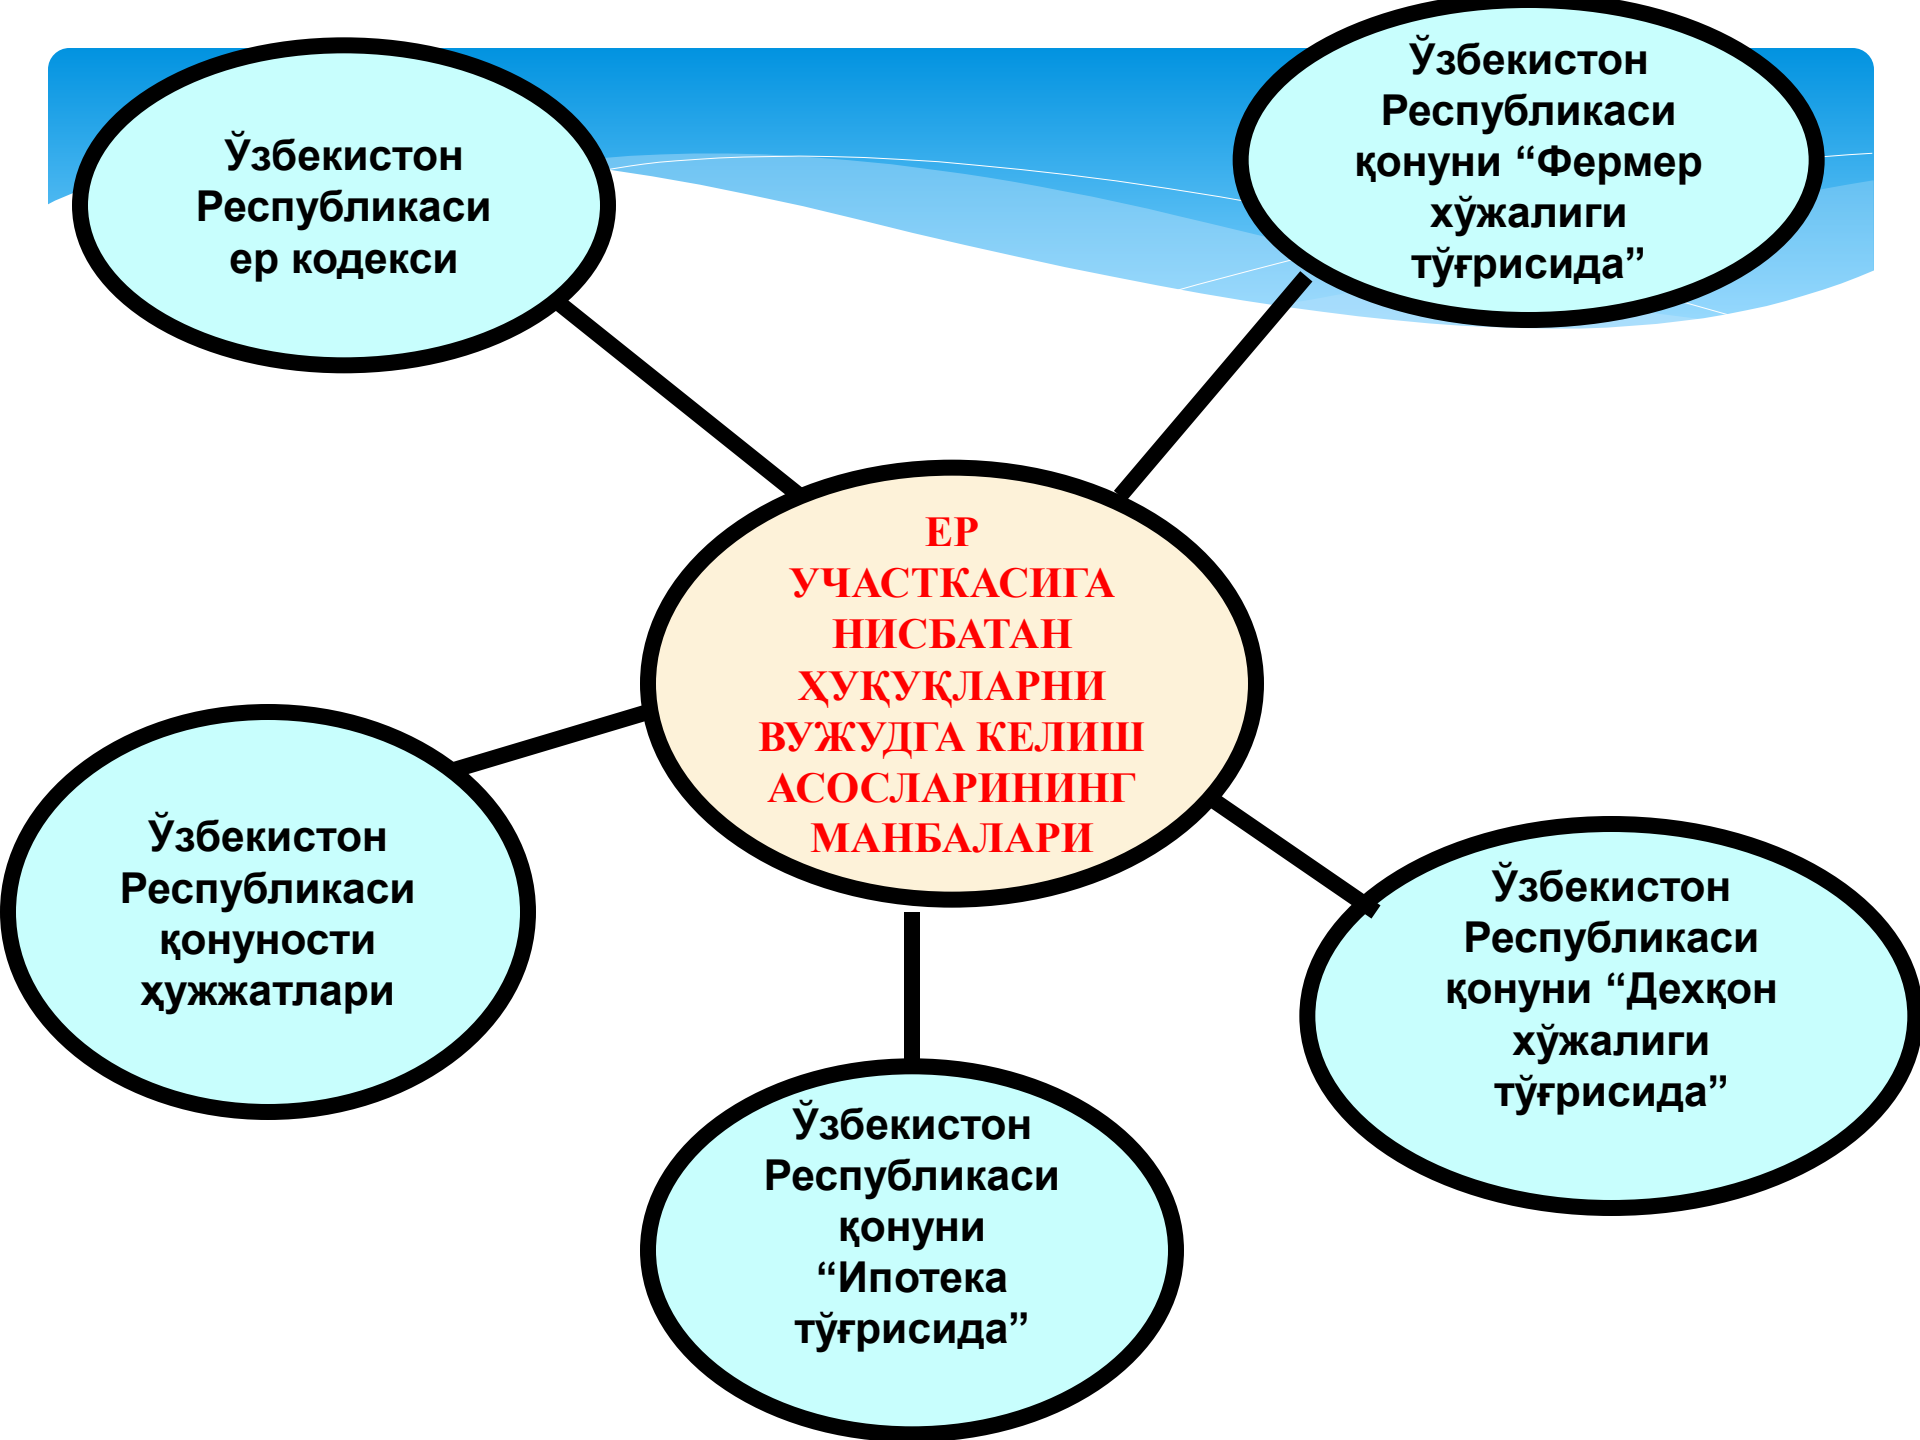 Ўзбекистон
Республикаси
ер кодекси
Ўзбекистон
Республикаси
қонуни “Фермер
хўжалиги
тўғрисида”
ЕР
УЧАСТКАСИГА
НИСБАТАН
ҲУҚУҚЛАРНИ
ВУЖУДГА КЕЛИШ
АСОСЛАРИНИНГ
МАНБАЛАРИ
Ўзбекистон
Республикаси
қонуности
ҳужжатлари
Ўзбекистон
Республикаси
қонуни “Дехқон
хўжалиги
тўғрисида”
Ўзбекистон
Республикаси
қонуни
“Ипотека
тўғрисида”